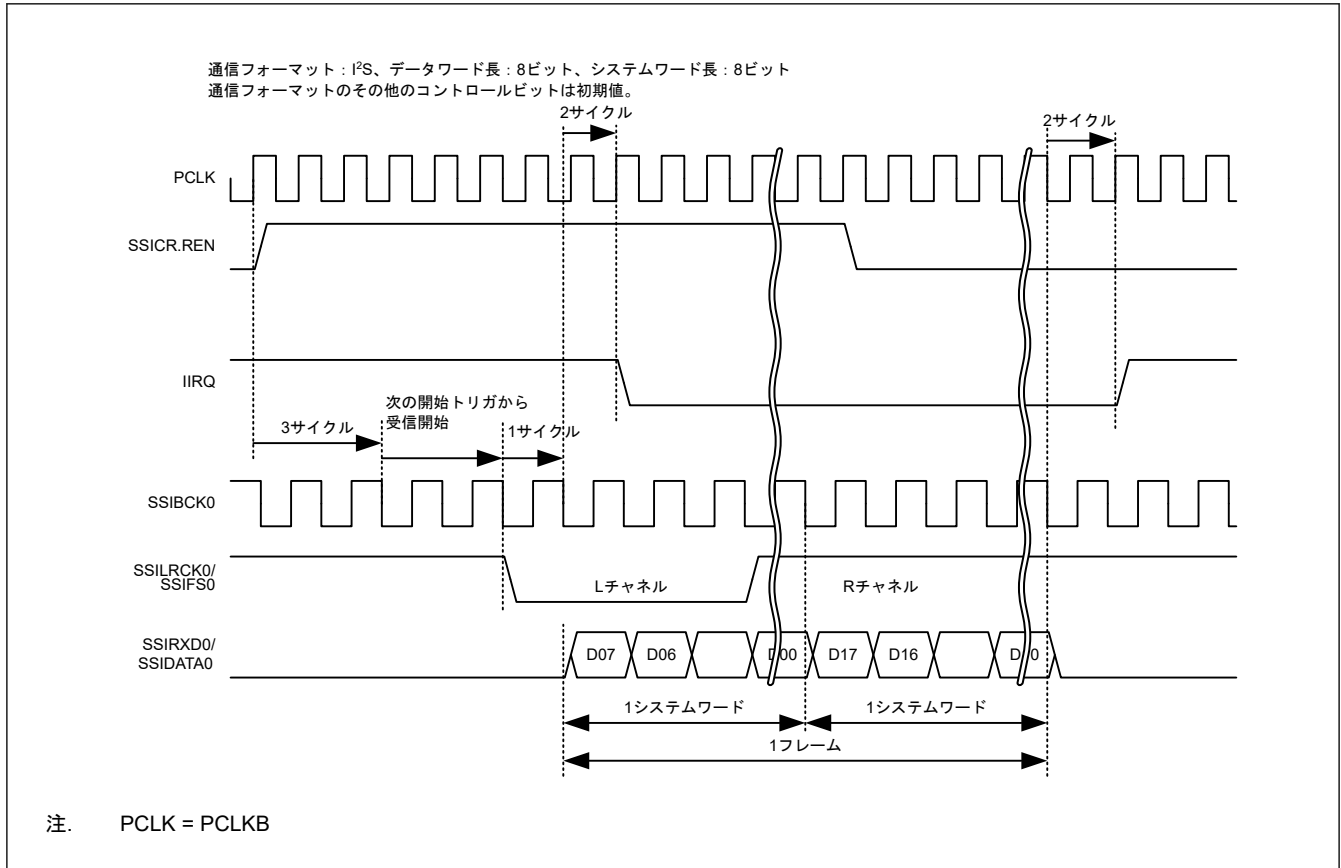 通信フォーマット：I²S、データワード長：8ビット、システムワード長：8ビット
通信フォーマットのその他のコントロールビットは初期値。
2サイクル
2サイクル
PCLK
SSICR.REN
IIRQ
次の開始トリガから
受信開始
3サイクル
1サイクル
SSIBCK0
SSILRCK0/
SSIFS0
Lチャネル
Rチャネル
SSIRXD0/
SSIDATA0
D07
D06
D00
D17
D16
1システムワード
1システムワード
1フレーム
注. PCLK = PCLKB